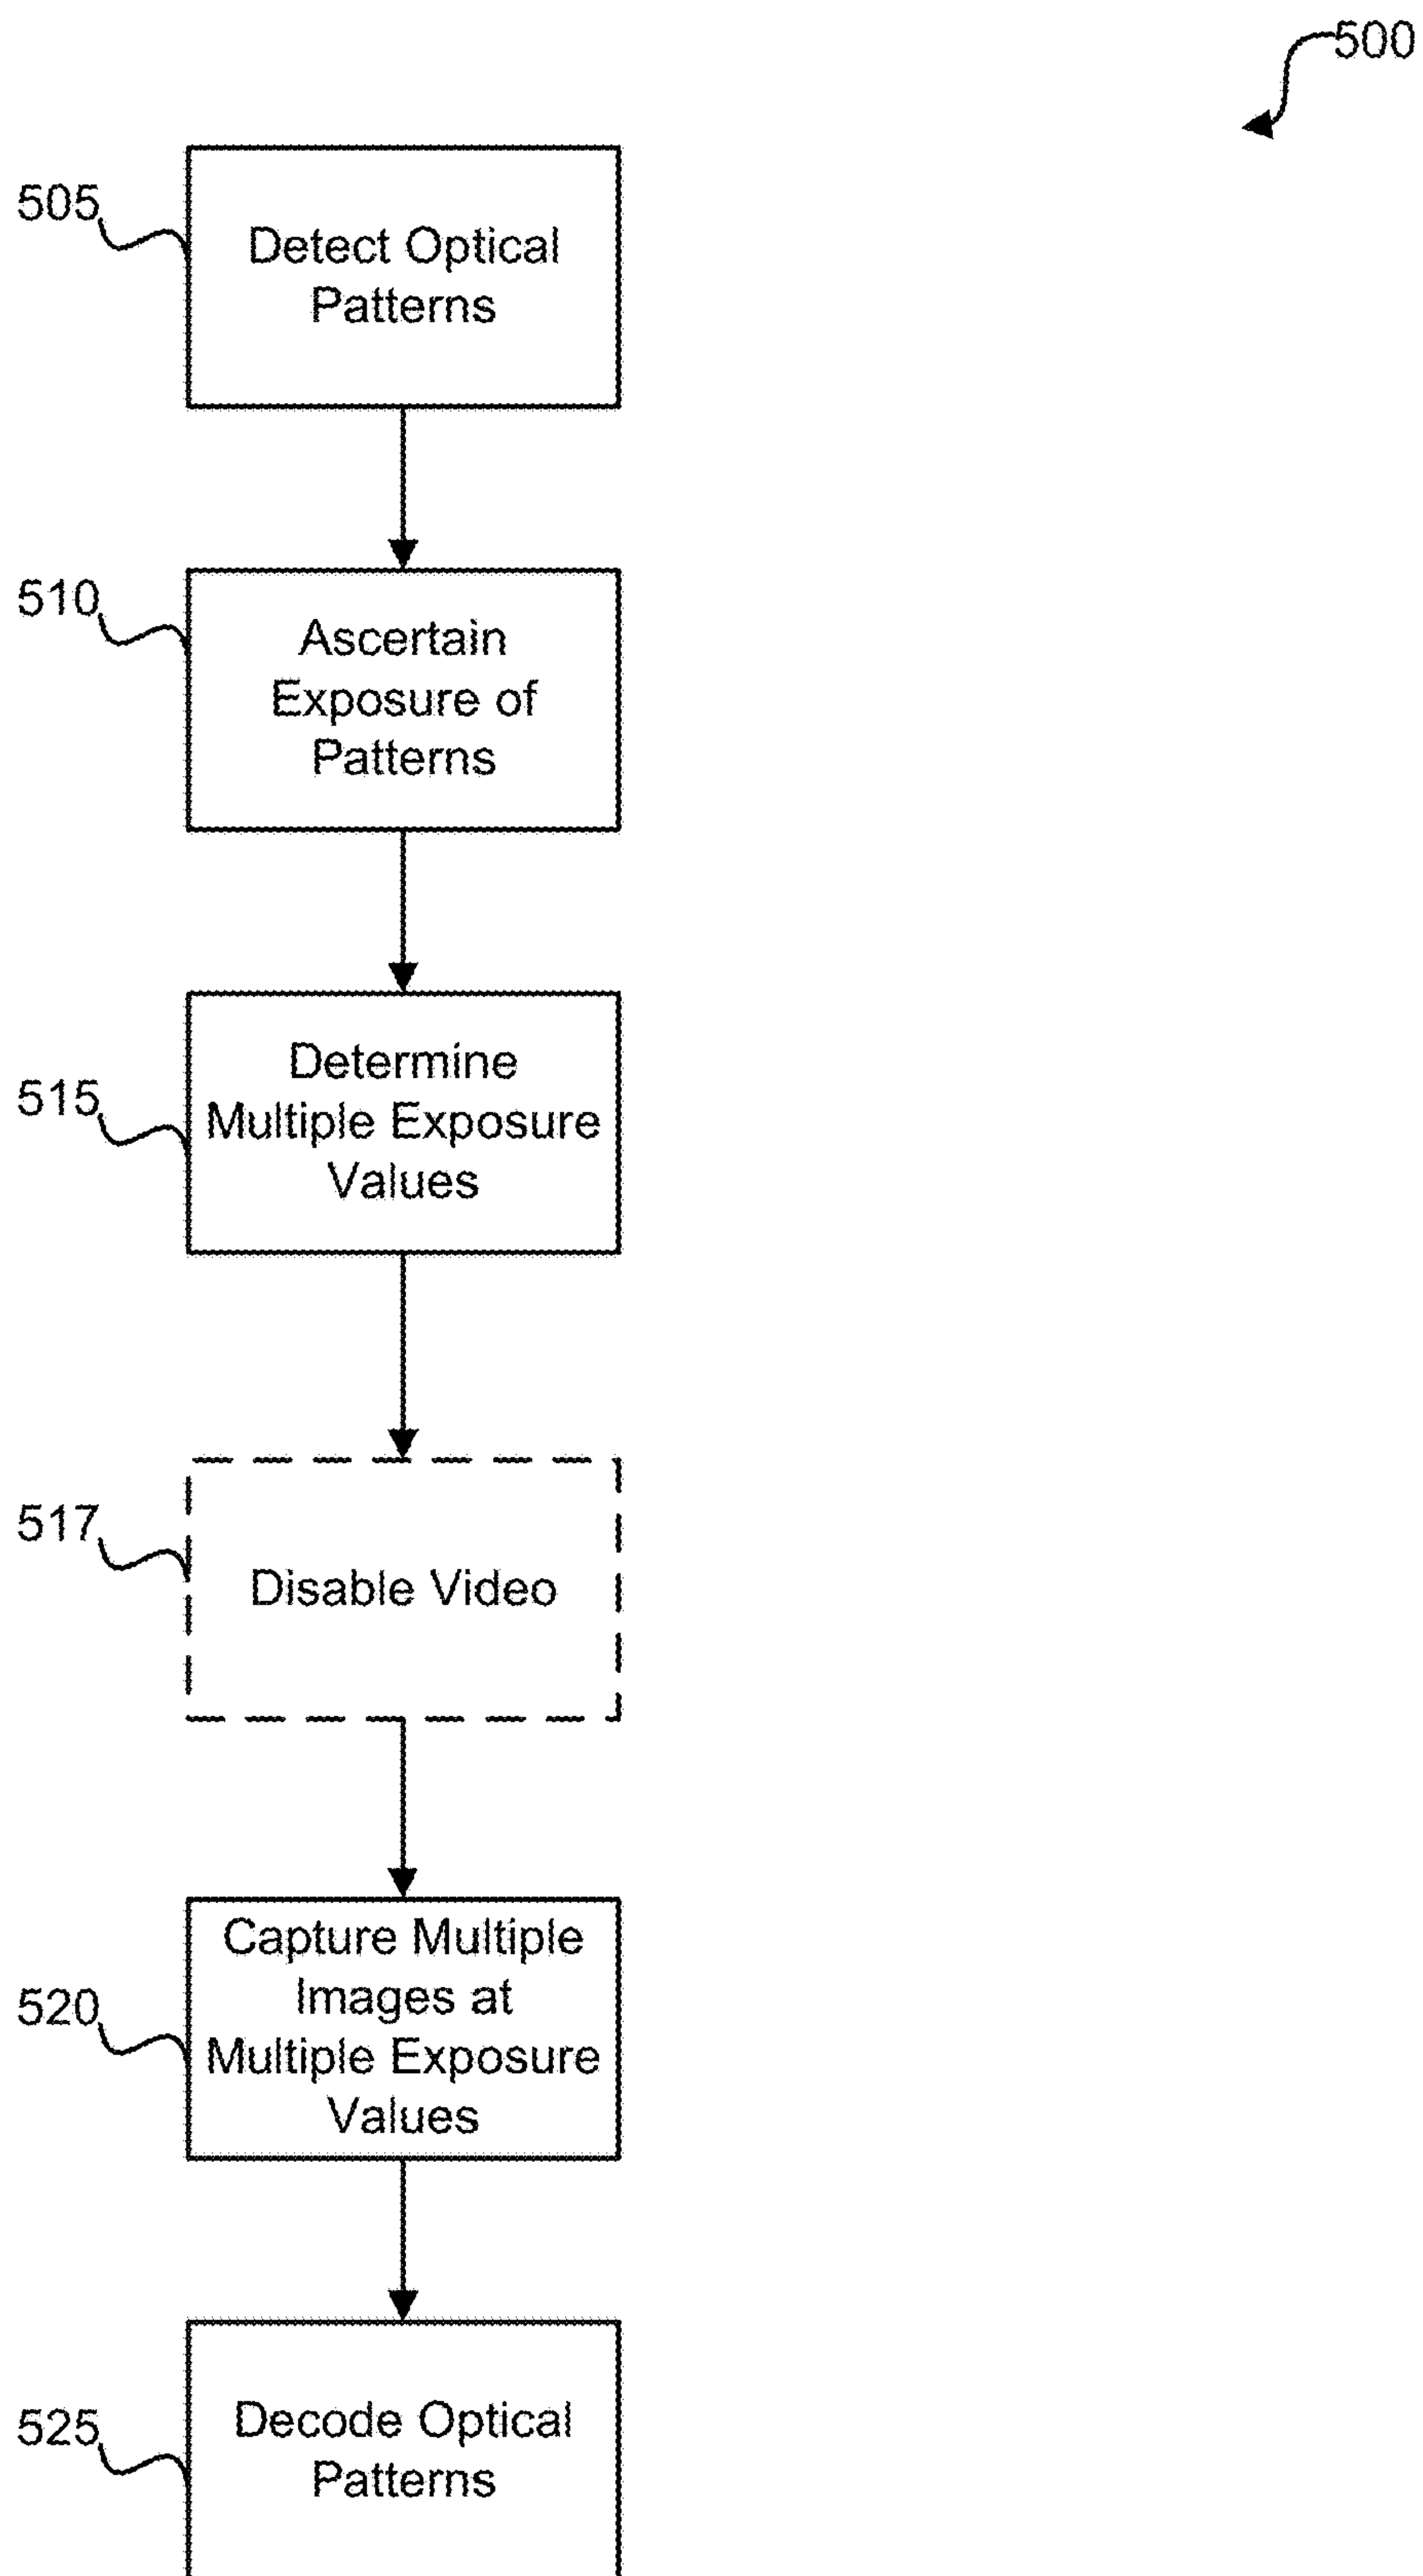 500
505
Detect Optical
Patterns
510
Ascertain
Exposure of
Patterns
515
Determine
Multiple Exposure
Values
517
Disable Video
520
Capture Multiple
Images at
Multiple Exposure
Values
525
Decode Optical
Patterns